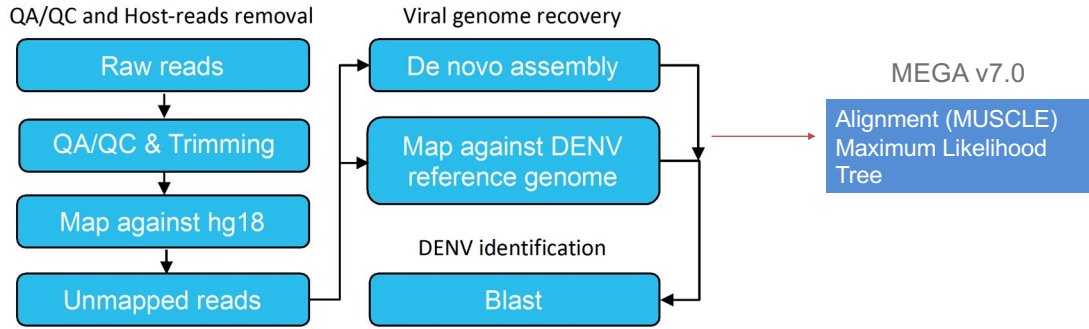 QA/QC and Host-reads removal
Raw reads
QA/QC & Trimming
Map against hg18
Unmapped reads
Viral genome recovery
De novo assembly
Map against DENV
reference genome
DENV identification
Blast
MEGA v7.0
Alignment (MUSCLE)
Maximum Likelihood
Tree